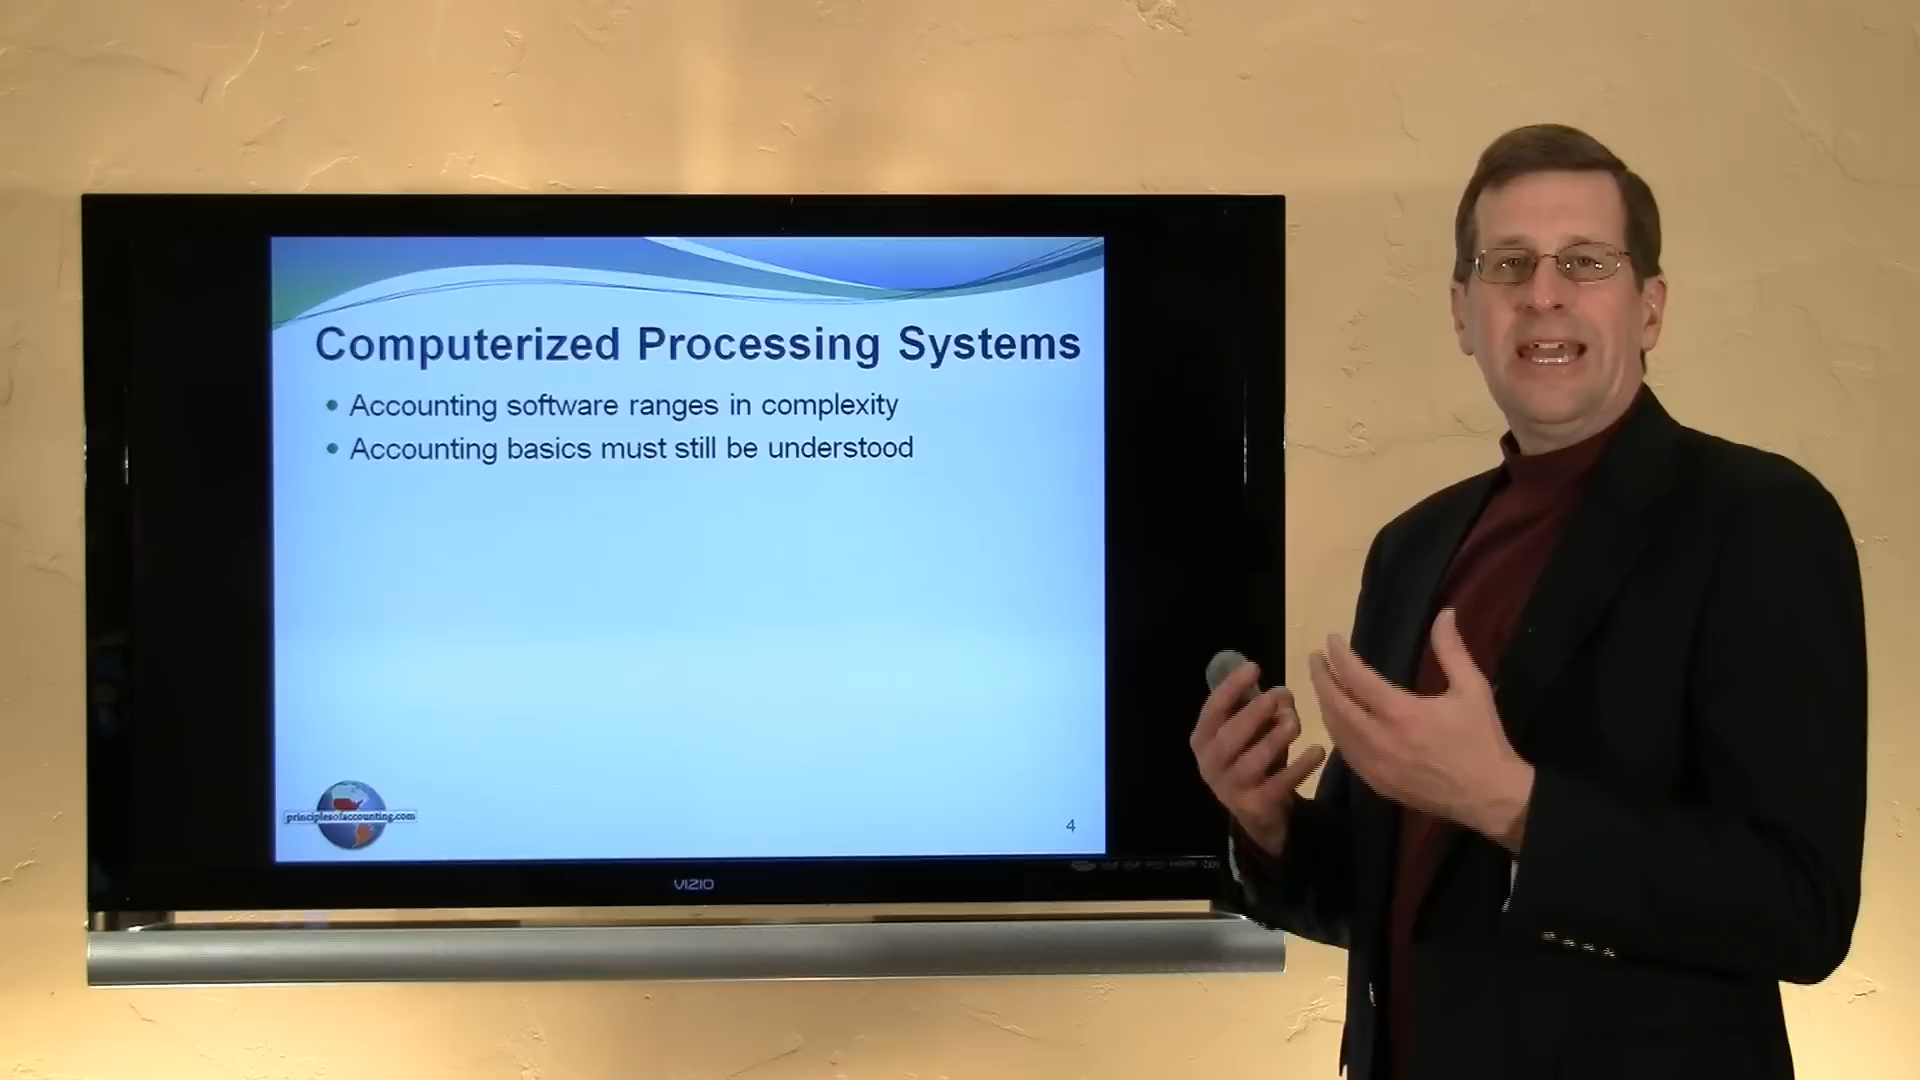 Computerized Processing Systems
Accounting software ranges in complexity
Accounting basics must still be understood
principlesofaccounting.com
4
VIZIO